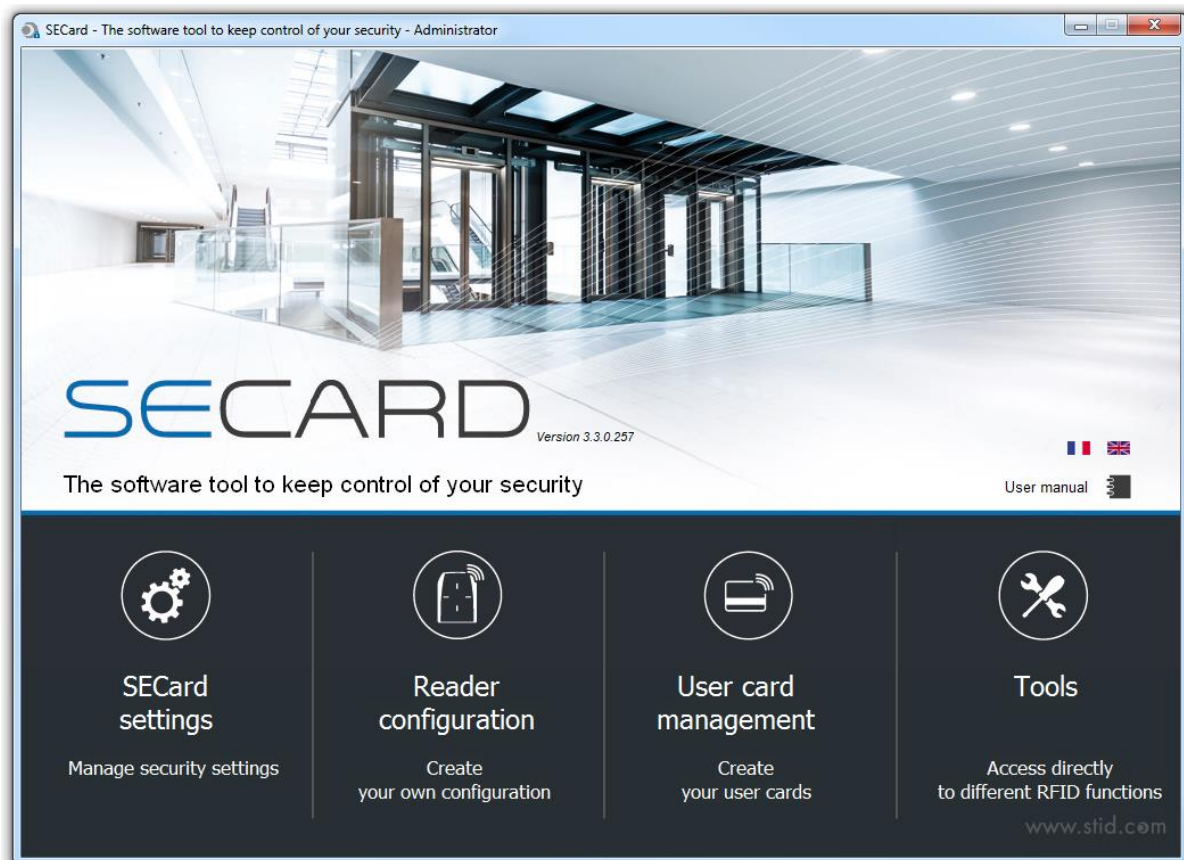 SECard - The software tool to keep control of your security - Administrator
SECARD
Version 3.3.0.257
The software tool to keep control of your security
User manual
SECard
settings
Manage security settings
Reader
configuration
Create
your own configuration
User card
management
Create
your user cards
Tools
Access directly
to different RFID functions
www.stid.com